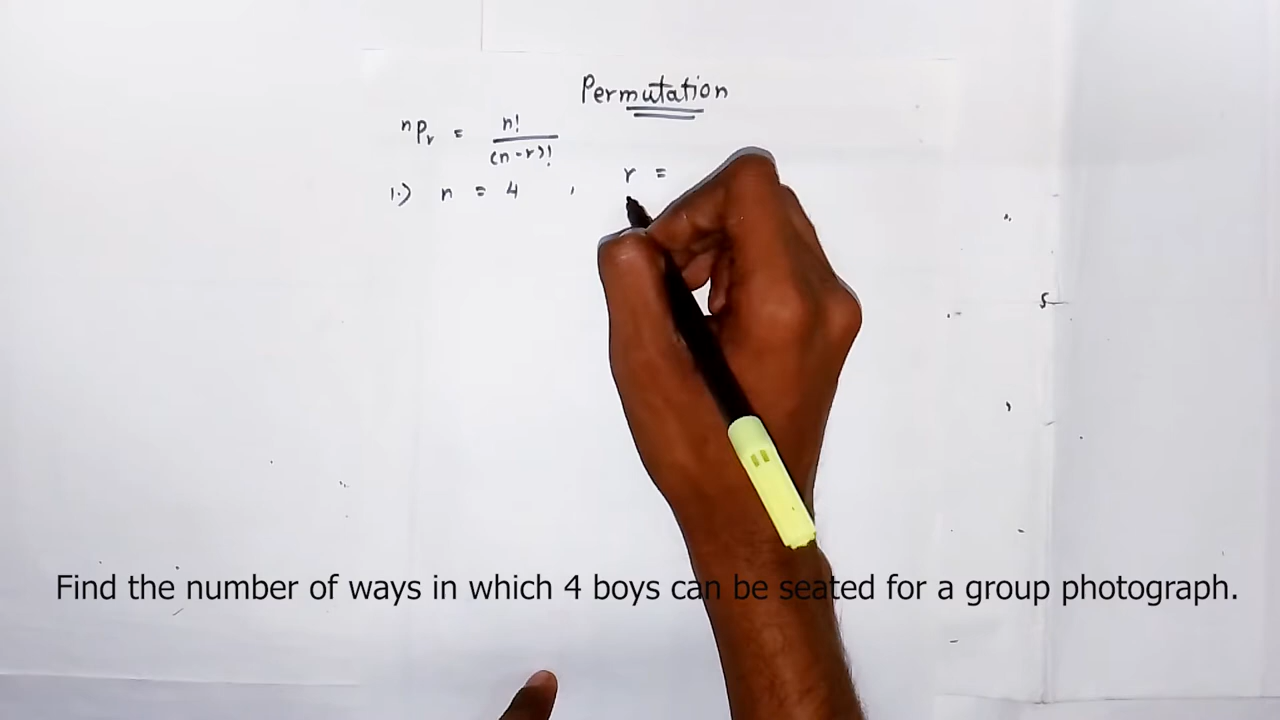 Permutation
nPr = n!/(n-r)!
1.) n = 4 , r =
Find the number of ways in which 4 boys can be seated for a group photograph.